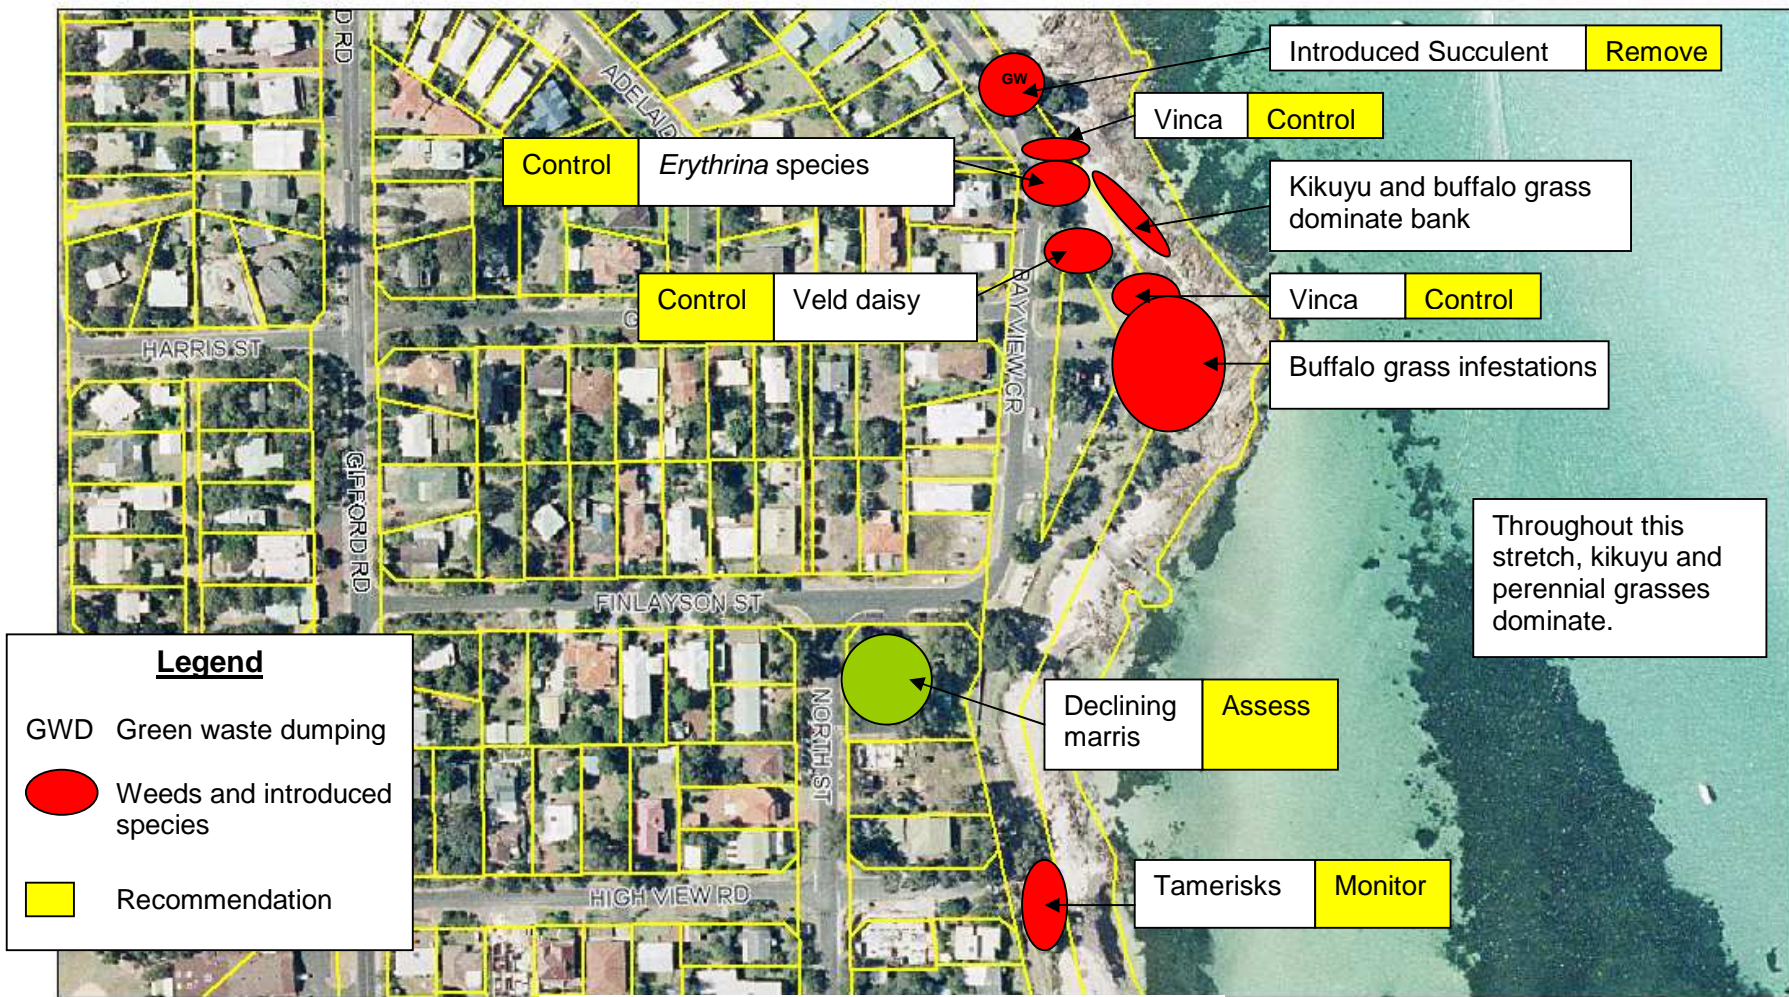 D RD
ADELAID
Introduced Succulent Remove
GW
Vinca Control
Control Erythrina species
Kikuyu and buffalo grass
dominate bank
Control Veld daisy
Vinca Control
G
BAYVIEW CR
HARRIS ST
Buffalo grass infestations
GIFFORD RD
Throughout this
stretch, kikuyu and
perennial grasses
dominate.
FINLAYSON ST
Declining
marris
Assess
NORTH ST
Legend
GWD Green waste dumping
Weeds and introduced
species
Recommendation
HIGH VIEW RD
Tamerisks Monitor